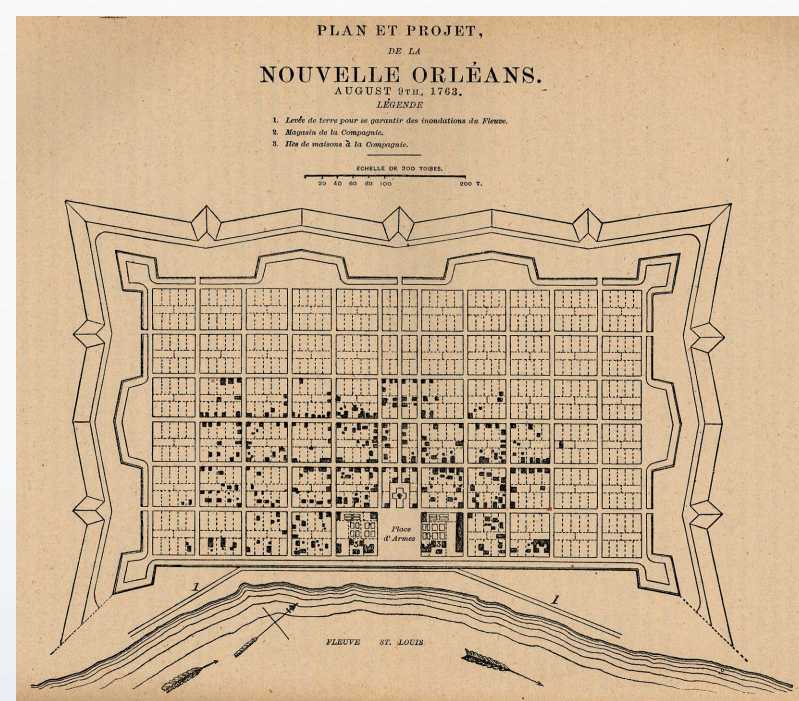 PLAN ET PROJET,
DE LA
NOUVELLE ORLÉANS.
AUGUST 9TH, 1763.
LÉGENDE
1. Levée de terre pour se garantir des inondations du Fleuve.
2. Magasin de la Compagnie.
3. Iles de maisons à la Compagnie.
ECHELLE DE 200 TOISES.
20 40 60 80 100 200 T.
Place
d'Armes
3
3
1
1
FLEUVE ST. LOUIS